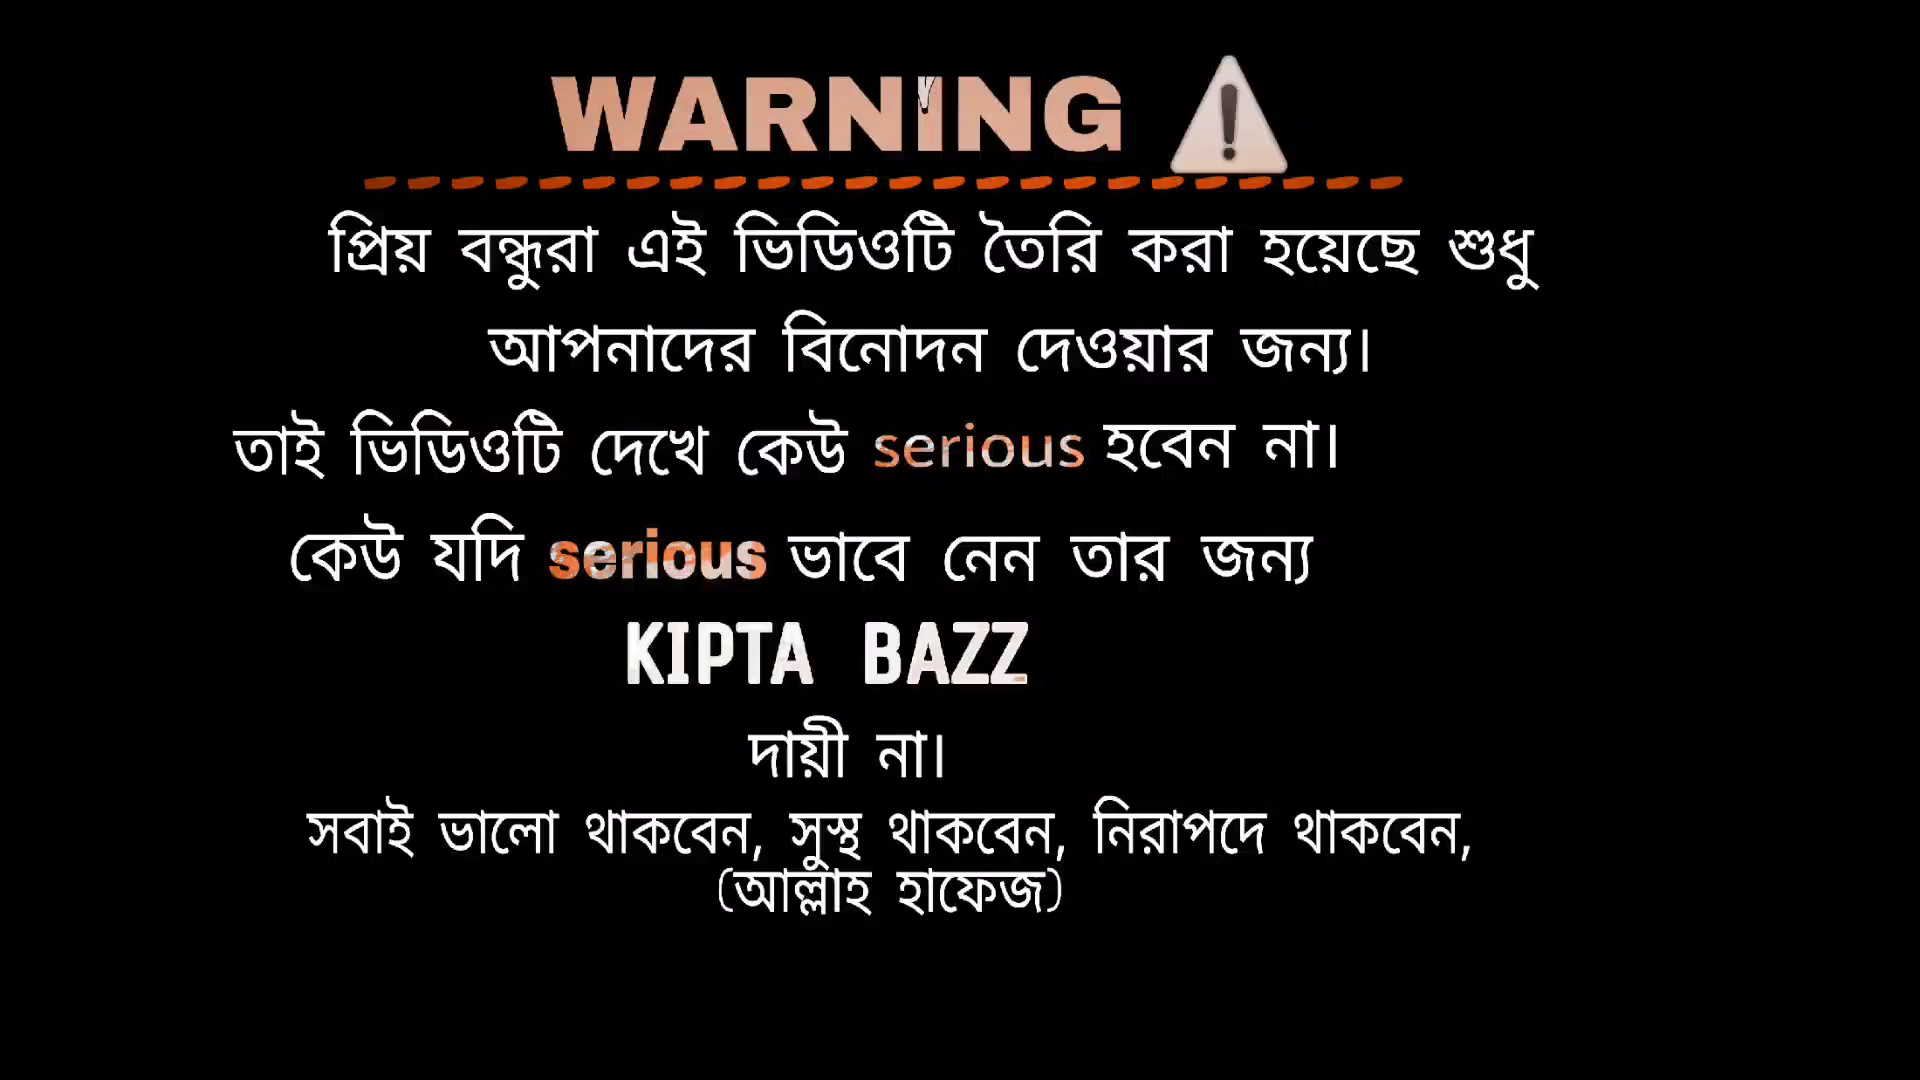 WARNING ⚠
প্রিয় বন্ধুরা এই ভিডিওটি তৈরি করা হয়েছে শুধু
আপনাদের বিনোদন দেওয়ার জন্য।
তাই ভিডিওটি দেখে কেউ serious হবেন না।
কেউ যদি serious ভাবে নেন তার জন্য
KIPTA BAZZ
দায়ী না।
সবাই ভালো থাকবেন, সুস্থ থাকবেন, নিরাপদে থাকবেন,
(আল্লাহ হাফেজ)